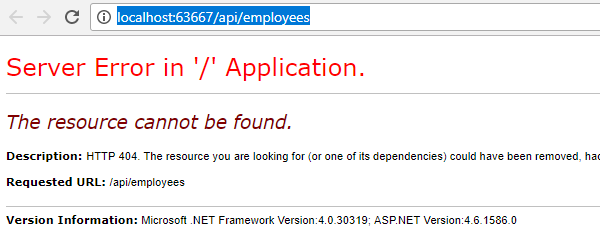 localhost:63667/api/employees
Server Error in '/' Application.
The resource cannot be found.
Description: HTTP 404. The resource you are looking for (or one of its dependencies) could have been removed, had
Requested URL: /api/employees
Version Information: Microsoft .NET Framework Version:4.0.30319; ASP.NET Version:4.6.1586.0